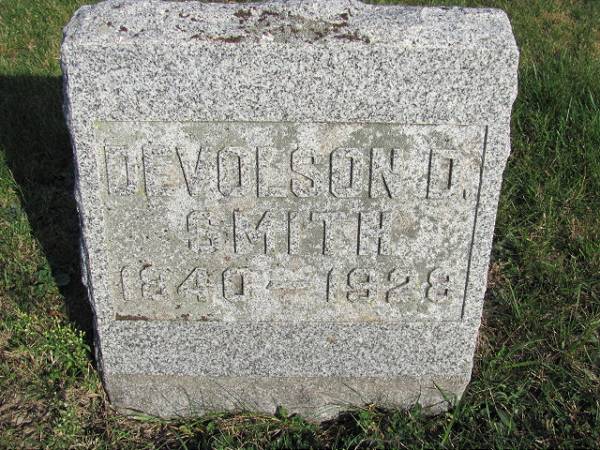 DEVOLSON D.
SMITH
1840-1928